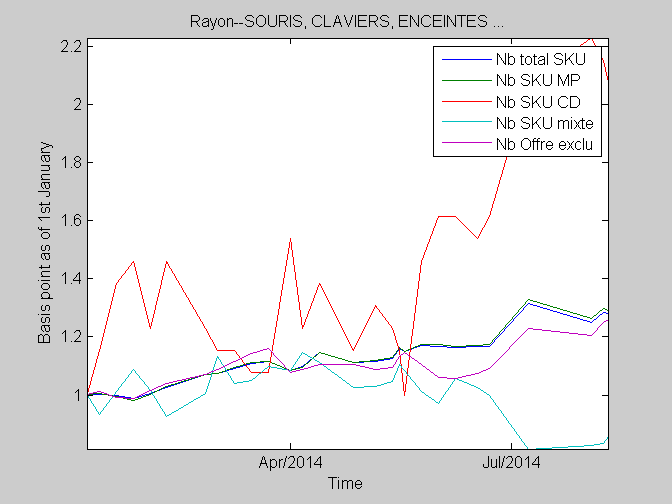 Rayon--SOURIS, CLAVIERS, ENCEINTES ...
2.2
2
1.8
1.6
1.4
1.2
1
Basis point as of 1st January
Nb total SKU
Nb SKU MP
Nb SKU CD
Nb SKU mixte
Nb Offre exclu
Apr/2014
Jul/2014
Time